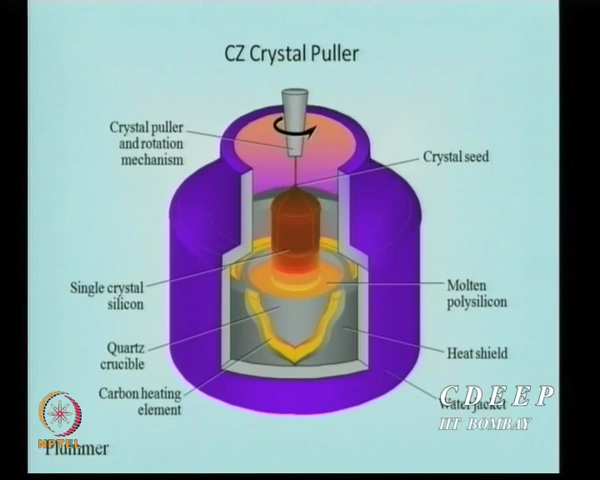 CZ Crystal Puller
Crystal puller
and rotation
mechanism
Crystal seed
Single crystal
silicon
Molten
polysilicon
Quartz
crucible
Heat shield
Carbon heating
element
Water jacket
CDEEP
IIT BOMBAY
NPTEL
Plummer